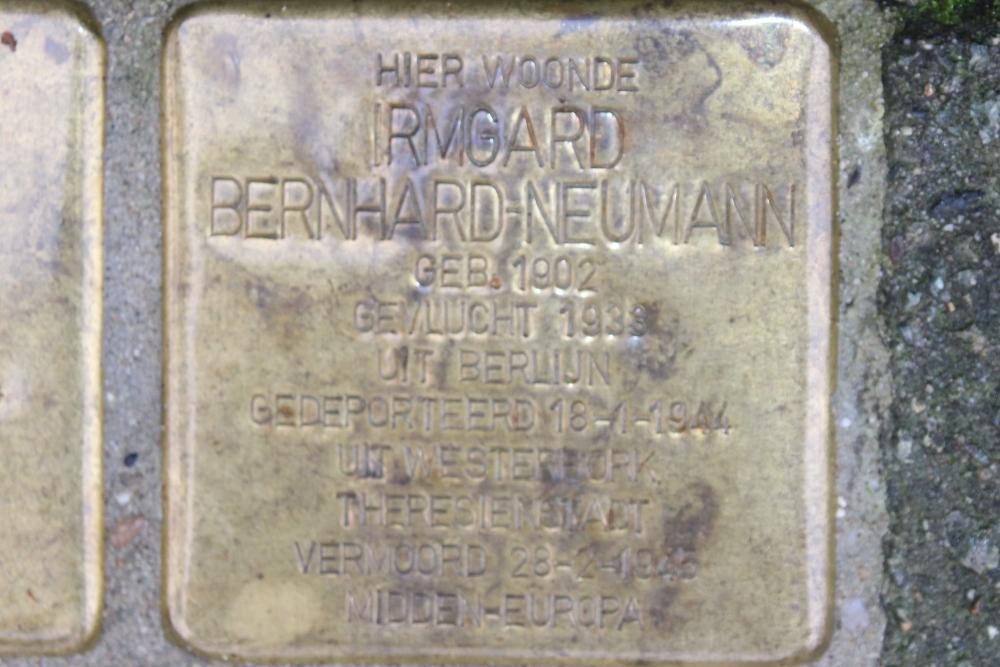 HIER WOONDE
IRMGARD
BERNHARD-NEUMANN
GEB. 1902
GEVLUCHT 1933
UIT BERLIJN
GEDEPORTEERD 18-1-1944
UIT WESTERBORK
THERESIENSTADT
VERMOORD 28-2-1945
MIDDEN-EUROPA